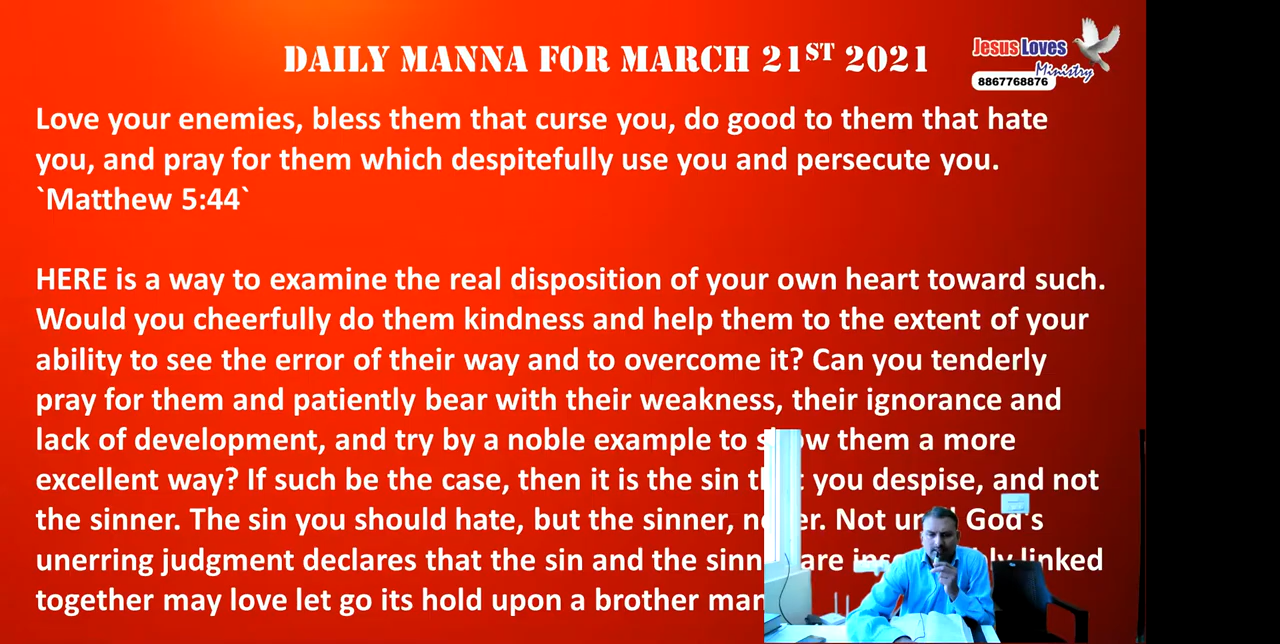 DAILY MANNA FOR MARCH 21ST 2021
Jesus Loves
Ministry
8867768876
Love your enemies, bless them that curse you, do good to them that hate
you, and pray for them which despitefully use you and persecute you.
`Matthew 5:44`
HERE is a way to examine the real disposition of your own heart toward such.
Would you cheerfully do them kindness and help them to the extent of your
ability to see the error of their way and to overcome it? Can you tenderly
pray for them and patiently bear with their weakness, their ignorance and
lack of development, and try by a noble example to show them a more
excellent way? If such be the case, then it is the sin you despise, and not
the sinner. The sin you should hate, but the sinner, Not God's
unerring judgment declares that the sin and the are linked
together may love let go its hold upon a brother